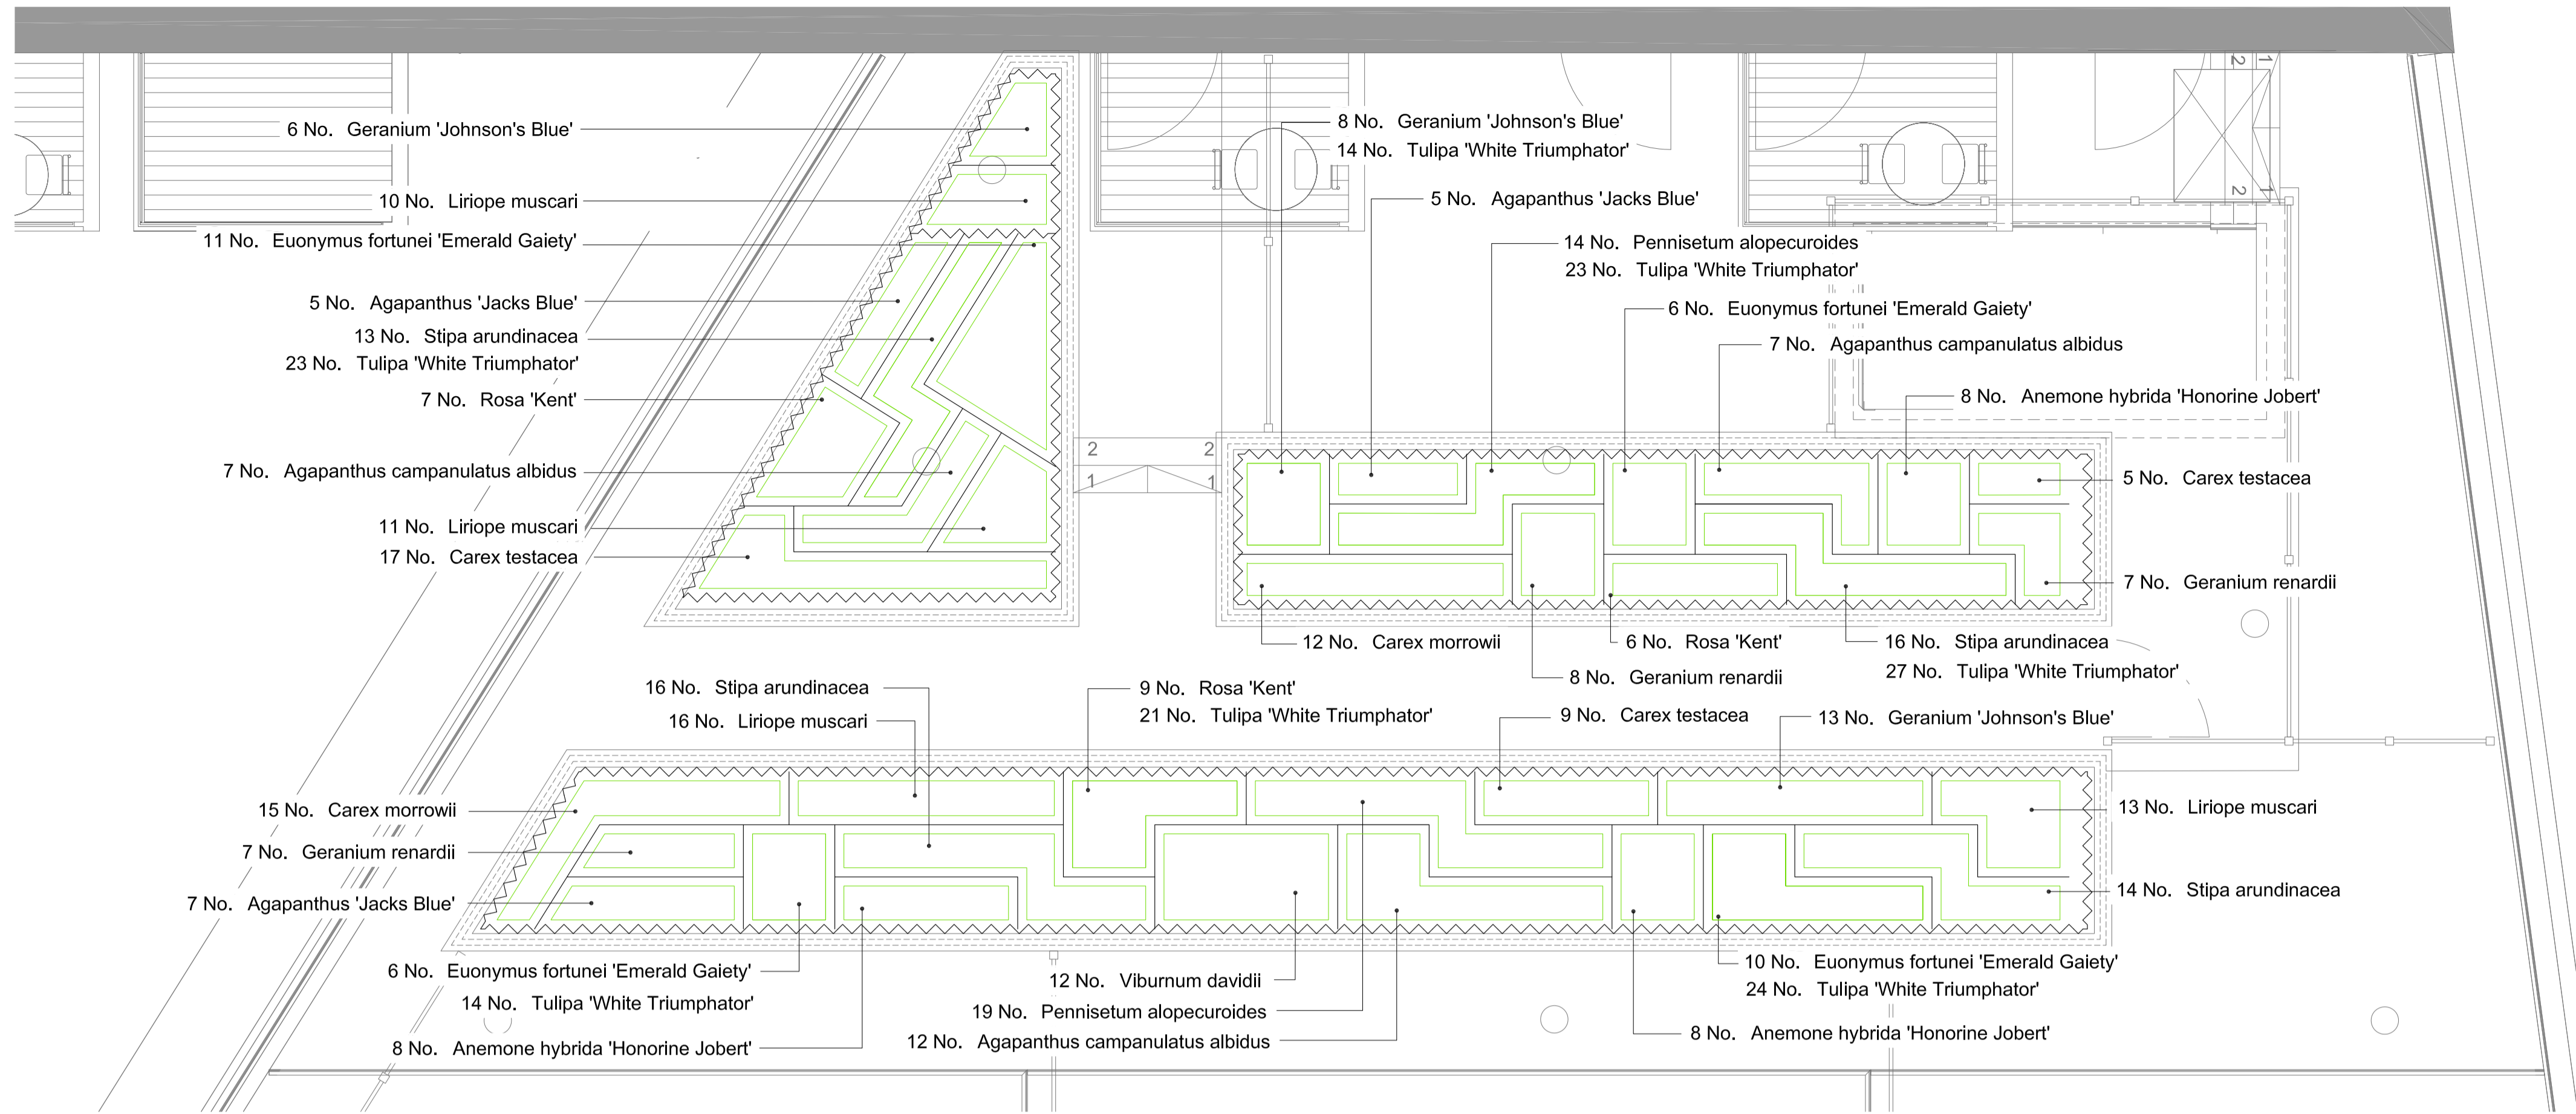 6 No. Geranium 'Johnson's Blue'
10 No. Liriope muscari
11 No. Euonymus fortunei 'Emerald Gaiety'
5 No. Agapanthus 'Jacks Blue'
13 No. Stipa arundinacea
23 No. Tulipa 'White Triumphator'
7 No. Rosa 'Kent'
7 No. Agapanthus campanulatus albidus
11 No. Liriope muscari
17 No. Carex testacea
2 2
1 1
2 1
2 1
8 No. Geranium 'Johnson's Blue'
14 No. Tulipa 'White Triumphator'
5 No. Agapanthus 'Jacks Blue'
14 No. Pennisetum alopecuroides
23 No. Tulipa 'White Triumphator'
6 No. Euonymus fortunei 'Emerald Gaiety'
7 No. Agapanthus campanulatus albidus
8 No. Anemone hybrida 'Honorine Jobert'
5 No. Carex testacea
7 No. Geranium renardii
12 No. Carex morrowii
6 No. Rosa 'Kent'
8 No. Geranium renardii
16 No. Stipa arundinacea
27 No. Tulipa 'White Triumphator'
16 No. Stipa arundinacea
16 No. Liriope muscari
9 No. Rosa 'Kent'
21 No. Tulipa 'White Triumphator'
9 No. Carex testacea
13 No. Geranium 'Johnson's Blue'
15 No. Carex morrowii
7 No. Geranium renardii
7 No. Agapanthus 'Jacks Blue'
13 No. Liriope muscari
14 No. Stipa arundinacea
6 No. Euonymus fortunei 'Emerald Gaiety'
14 No. Tulipa 'White Triumphator'
8 No. Anemone hybrida 'Honorine Jobert'
12 No. Viburnum davidii
19 No. Pennisetum alopecuroides
12 No. Agapanthus campanulatus albidus
10 No. Euonymus fortunei 'Emerald Gaiety'
24 No. Tulipa 'White Triumphator'
8 No. Anemone hybrida 'Honorine Jobert'